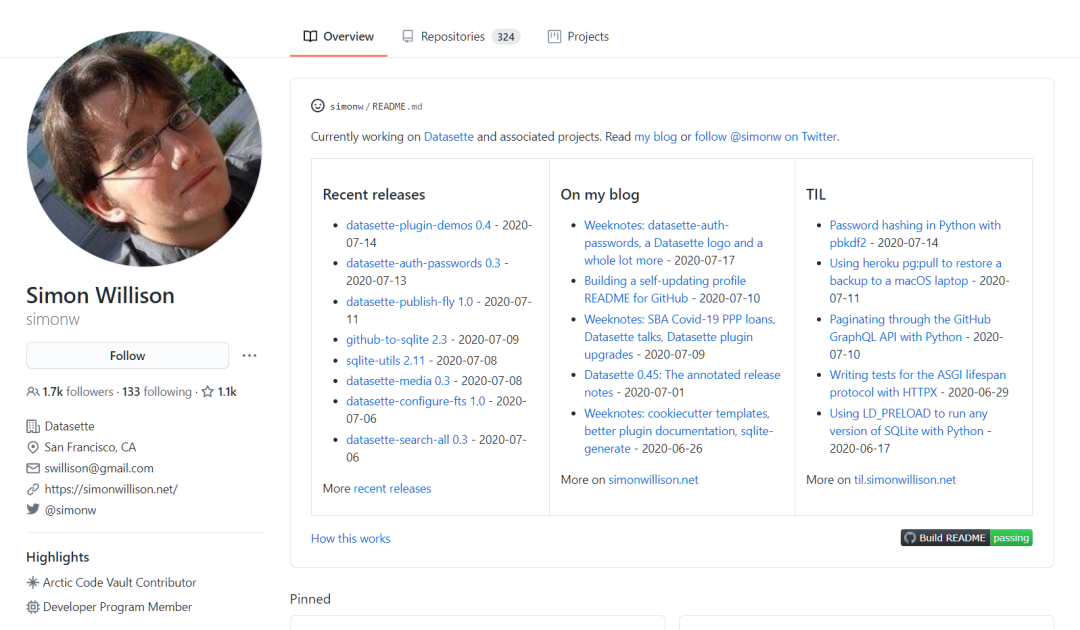 Overview
Repositories 324
Projects
simonw/README.md
Currently working on Datasette and associated projects. Read my blog or follow @simonw on Twitter.
Recent releases
datasette-plugin-demos 0.4 - 2020-
07-14
datasette-auth-passwords 0.3 -
2020-07-13
datasette-publish-fly 1.0 - 2020-07-
11
github-to-sqlite 2.3 - 2020-07-09
sqlite-utils 2.11 - 2020-07-08
datasette-media 0.3 - 2020-07-08
datasette-configure-fts 1.0 - 2020-
07-06
datasette-search-all 0.3 - 2020-07-
06
More recent releases
On my blog
Weeknotes: datasette-auth-
passwords, a Datasette logo and a
whole lot more - 2020-07-17
Building a self-updating profile
README for GitHub - 2020-07-10
Weeknotes: SBA Covid-19 PPP loans,
Datasette talks, Datasette plugin
upgrades - 2020-07-09
Datasette 0.45: The annotated release
notes - 2020-07-01
Weeknotes: cookiecutter templates,
better plugin documentation, sqlite-
generate - 2020-06-26
More on simonwillison.net
TIL
Password hashing in Python with
pbkdf2 - 2020-07-14
Using heroku pg:pull to restore a
backup to a macOS laptop - 2020-
07-11
Paginating through the GitHub
GraphQL API with Python - 2020-
07-10
Writing tests for the ASGI lifespan
protocol with HTTPX - 2020-06-29
Using LD_PRELOAD to run any
version of SQLite with Python -
2020-06-17
More on til.simonwillison.net
How this works
Build README passing
Simon Willison
simonw
Follow
1.7k followers · 133 following · 1.1k
Datasette
San Francisco, CA
swillison@gmail.com
https://simonwillison.net/
@simonw
Highlights
Arctic Code Vault Contributor
Developer Program Member
Pinned